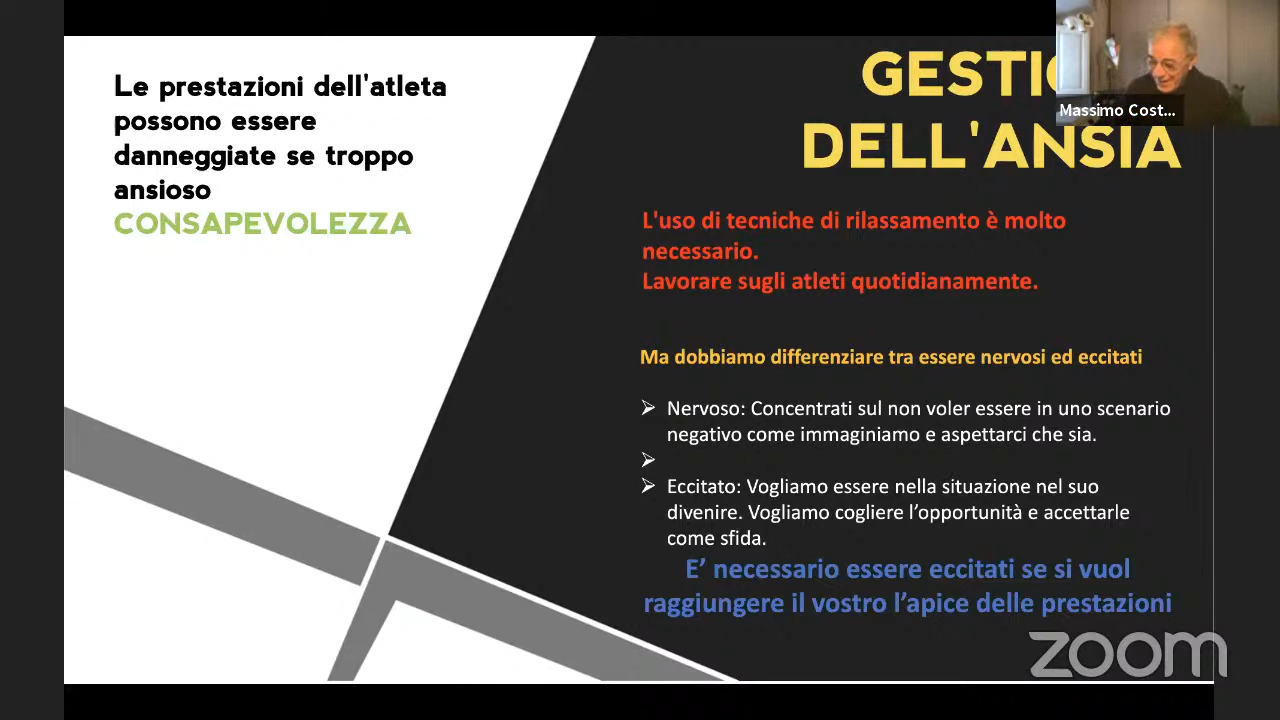 Le prestazioni dell'atleta
possono essere
danneggiate se troppo
ansioso
CONSAPEVOLEZZA
DELL'ANSIA
Massimo Cost...
L'uso di tecniche di rilassamento è molto
necessario.
Lavorare sugli atleti quotidianamente.
Ma dobbiamo differenziare tra essere nervosi ed eccitati
Nervoso: Concentrati sul non voler essere in uno scenario
negativo come immaginiamo e aspettarci che sia.
Eccitato: Vogliamo essere nella situazione nel suo
divenire. Vogliamo cogliere l’opportunità e accettarle
come sfida.
E’ necessario essere eccitati se si vuol
raggiungere il vostro l’apice delle prestazioni
zoom